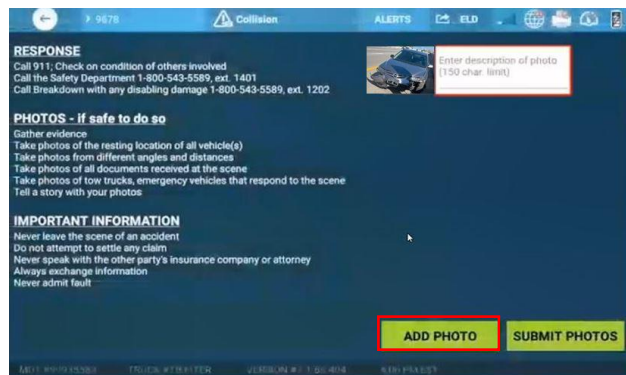 9678
Collision
ALERTS
ELD
RESPONSE
Call 911; Check on condition of others involved
Call the Safety Department 1-800-543-5589, ext. 1401
Call Breakdown with any disabling damage 1-800-543-5589, ext. 1202
Enter description of photo
(150 char. limit)
PHOTOS - if safe to do so
Gather evidence
Take photos of the resting location of all vehicle(s)
Take photos from different angles and distances
Take photos of all documents received at the scene
Take photos of tow trucks, emergency vehicles that respond to the scene
Tell a story with your photos
IMPORTANT INFORMATION
Never leave the scene of an accident
Do not attempt to settle any claim
Never speak with the other party's insurance company or attorney
Always exchange information
Never admit fault
ADD PHOTO
SUBMIT PHOTOS